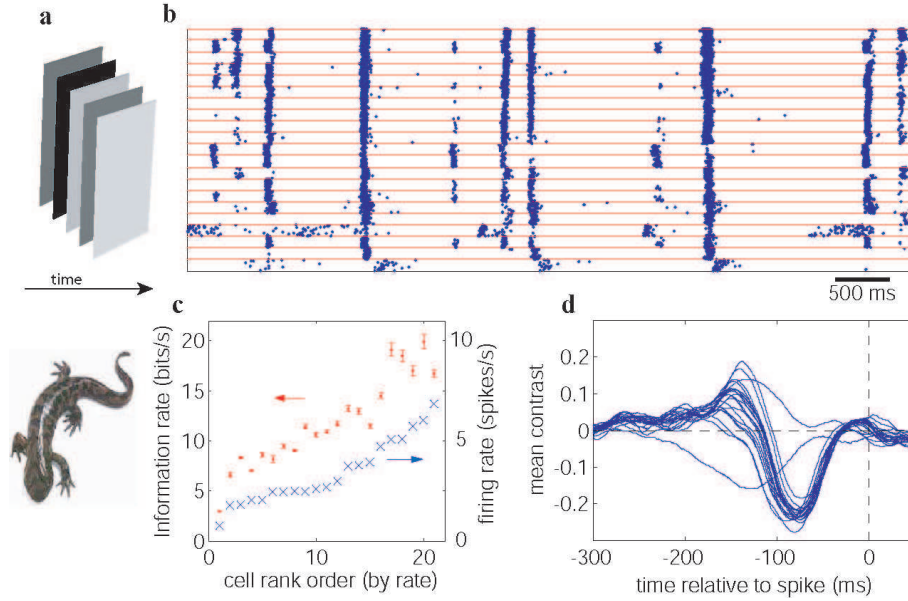 a
b
time
500 ms
c
Information rate (bits/s)
20
15
10
5
0
10
5
0
firing rate (spikes/s)
0
10
20
cell rank order (by rate)
d
mean contrast
0.2
0.1
0
-0.1
-0.2
-300
-200
-100
0
time relative to spike (ms)